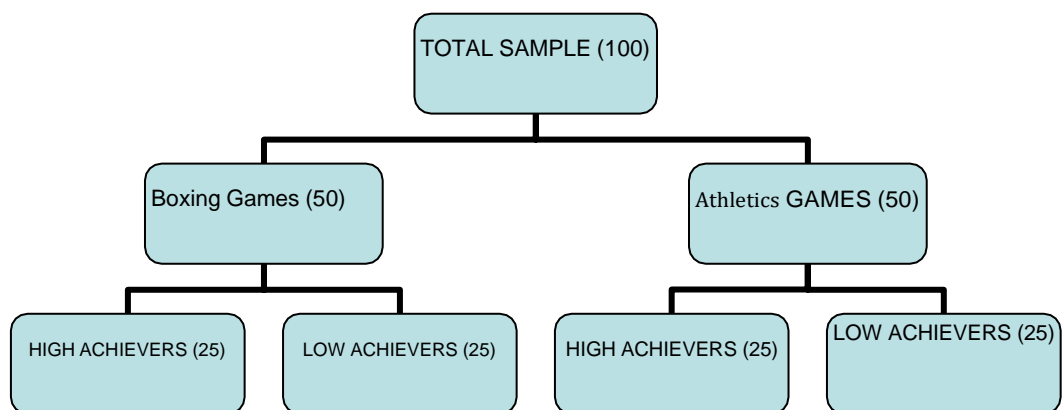 TOTAL SAMPLE (100)
Boxing Games (50)
Athletics GAMES (50)
HIGH ACHIEVERS (25)
LOW ACHIEVERS (25)
HIGH ACHIEVERS (25)
LOW ACHIEVERS (25)